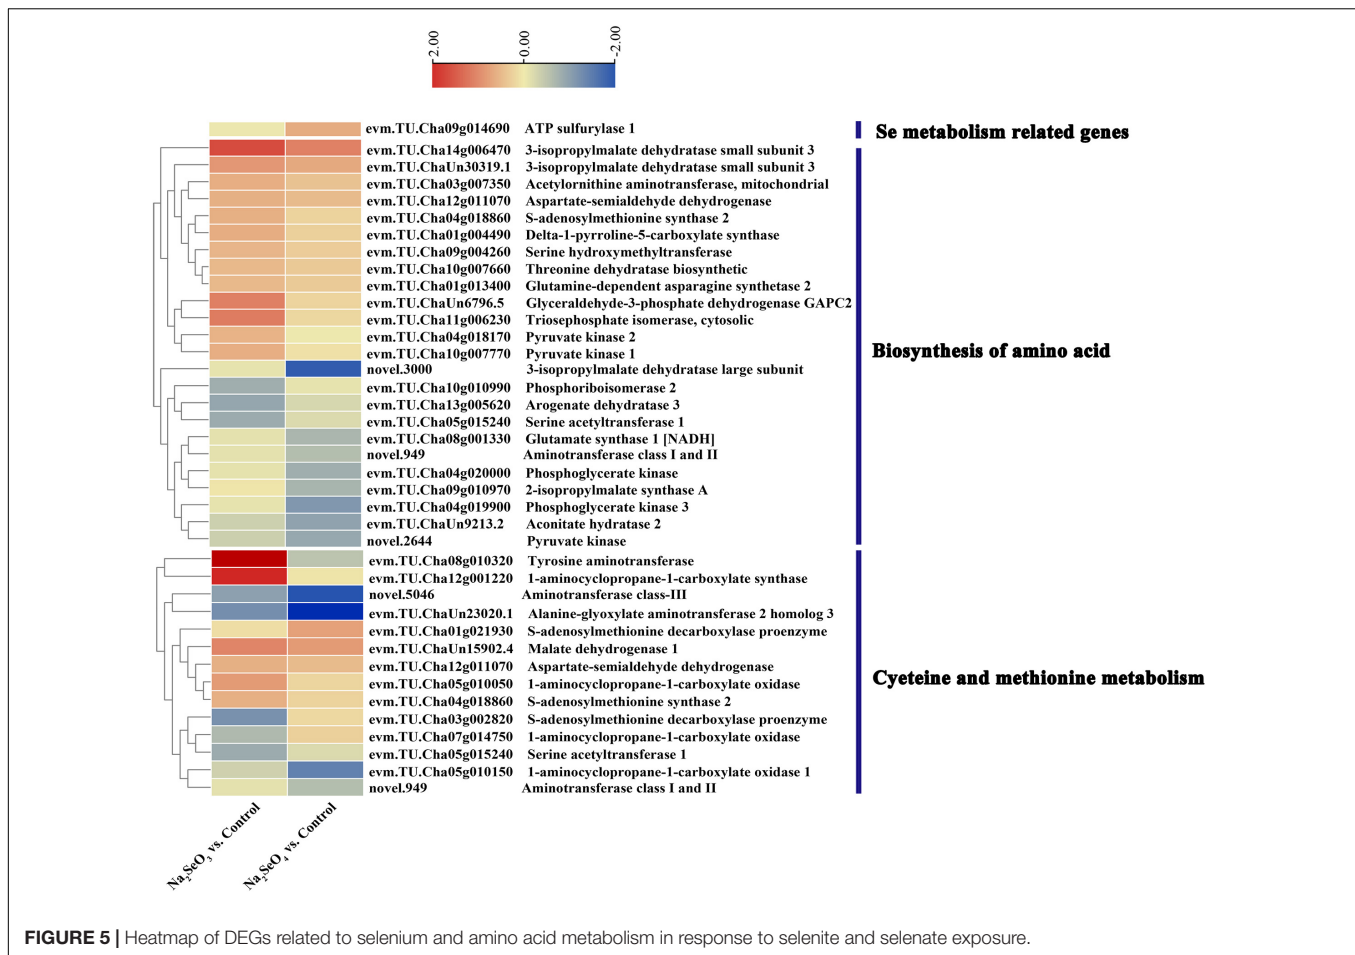 2.00 0.00 -2.00
evm.TU.Cha09g014690 ATP sulfurylase 1
Se metabolism related genes
evm.TU.Cha14g006470 3-isopropylmalate dehydratase small subunit 3
evm.TU.ChaUn30319.1 3-isopropylmalate dehydratase small subunit 3
evm.TU.Cha03g007350 Acetylornithine aminotransferase, mitochondrial
evm.TU.Cha12g011070 Aspartate-semialdehyde dehydrogenase
evm.TU.Cha04g018860 S-adenosylmethionine synthase 2
evm.TU.Cha01g004490 Delta-1-pyrroline-5-carboxylate synthase
evm.TU.Cha09g004260 Serine hydroxymethyltransferase
evm.TU.Cha10g007660 Threonine dehydratase biosynthetic
evm.TU.Cha01g013400 Glutamine-dependent asparagine synthetase 2
evm.TU.ChaUn6796.5 Glyceraldehyde-3-phosphate dehydrogenase GAPC2
evm.TU.Cha11g006230 Triosephosphate isomerase, cytosolic
evm.TU.Cha04g018170 Pyruvate kinase 2
evm.TU.Cha10g007770 Pyruvate kinase 1
novel.3000 3-isopropylmalate dehydratase large subunit
evm.TU.Cha10g010990 Phosphoriboisomerase 2
evm.TU.Cha13g005620 Arogenate dehydratase 3
evm.TU.Cha05g015240 Serine acetyltransferase 1
evm.TU.Cha08g001330 Glutamate synthase 1 [NADH]
novel.949 Aminotransferase class I and II
evm.TU.Cha04g020000 Phosphoglycerate kinase
evm.TU.Cha09g010970 2-isopropylmalate synthase A
evm.TU.Cha04g019900 Phosphoglycerate kinase 3
evm.TU.ChaUn9213.2 Aconitate hydratase 2
novel.2644 Pyruvate kinase
Biosynthesis of amino acid
evm.TU.Cha08g010320 Tyrosine aminotransferase
evm.TU.Cha12g001220 1-aminocyclopropane-1-carboxylate synthase
novel.5046 Aminotransferase class-III
evm.TU.ChaUn23020.1 Alanine-glyoxylate aminotransferase 2 homolog 3
evm.TU.Cha01g021930 S-adenosylmethionine decarboxylase proenzyme
evm.TU.ChaUn15902.4 Malate dehydrogenase 1
evm.TU.Cha12g011070 Aspartate-semialdehyde dehydrogenase
evm.TU.Cha05g010050 1-aminocyclopropane-1-carboxylate oxidase
evm.TU.Cha04g018860 S-adenosylmethionine synthase 2
evm.TU.Cha03g002820 S-adenosylmethionine decarboxylase proenzyme
evm.TU.Cha07g014750 1-aminocyclopropane-1-carboxylate oxidase
evm.TU.Cha05g015240 Serine acetyltransferase 1
evm.TU.Cha05g010150 1-aminocyclopropane-1-carboxylate oxidase 1
novel.949 Aminotransferase class I and II
Cyeteine and methionine metabolism
Na₂SeO₃ vs. Control
Na₂SeO₄ vs. Control
FIGURE 5 | Heatmap of DEGs related to selenium and amino acid metabolism in response to selenite and selenate exposure.